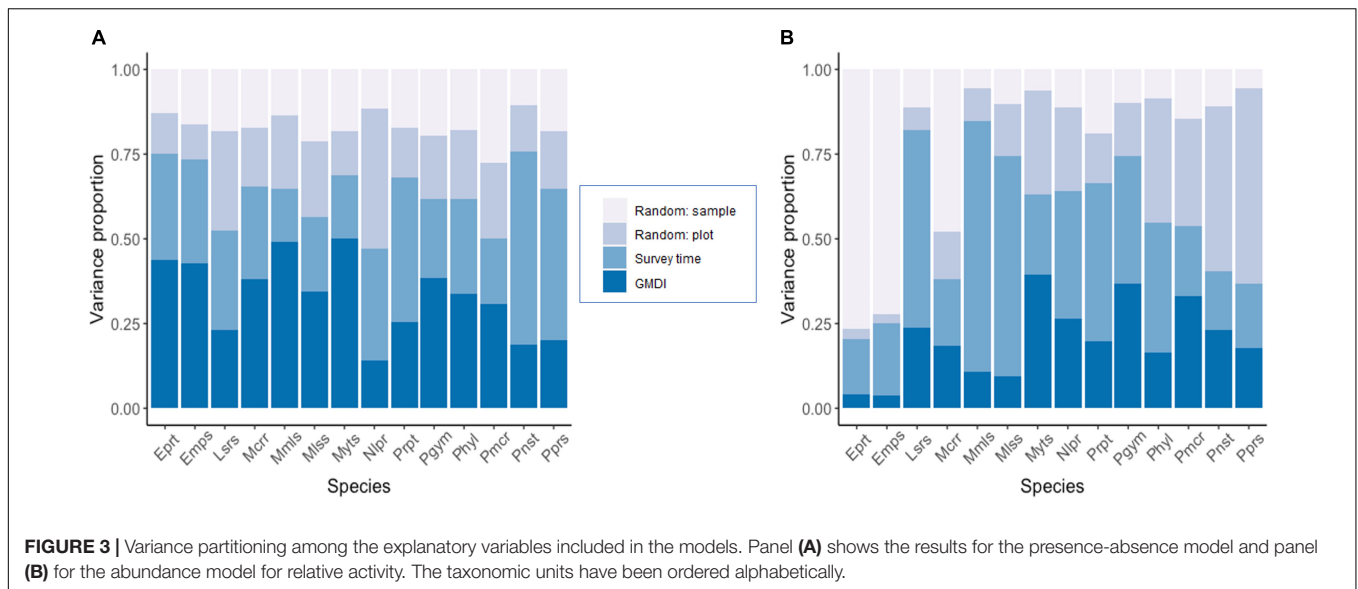 A
Variance proportion
1.00
0.75
0.50
0.25
0.00
Eprt Emps Lsrs Mcrr Mmls Mlss Myts Nlpr Prpt Pgym Phyl Pmcr Pnst Pprs
Species
Random: sample
Random: plot
Survey time
GMDI
B
Variance proportion
1.00
0.75
0.50
0.25
0.00
Eprt Emps Lsrs Mcrr Mmls Mlss Myts Nlpr Prpt Pgym Phyl Pmcr Pnst Pprs
Species
FIGURE 3 | Variance partitioning among the explanatory variables included in the models. Panel (A) shows the results for the presence-absence model and panel
(B) for the abundance model for relative activity. The taxonomic units have been ordered alphabetically.